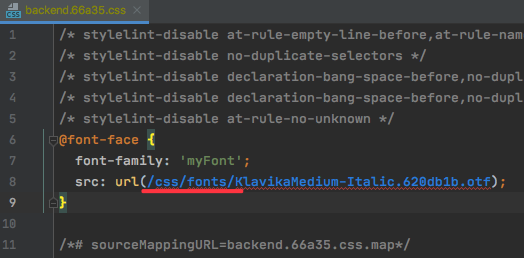 backend.66a35.css
1 /* stylelint-disable at-rule-empty-line-before,at-rule-nam
2 /* stylelint-disable no-duplicate-selectors */
3 /* stylelint-disable declaration-bang-space-before,no-dupl
4 /* stylelint-disable declaration-bang-space-before,no-dupl
5 /* stylelint-disable at-rule-no-unknown */
6 @font-face {
7 font-family: 'myFont';
8 src: url(/css/fonts/KlavikaMedium-Italic.620db1b.otf);
9 }
10
11 /*# sourceMappingURL=backend.66a35.css.map*/